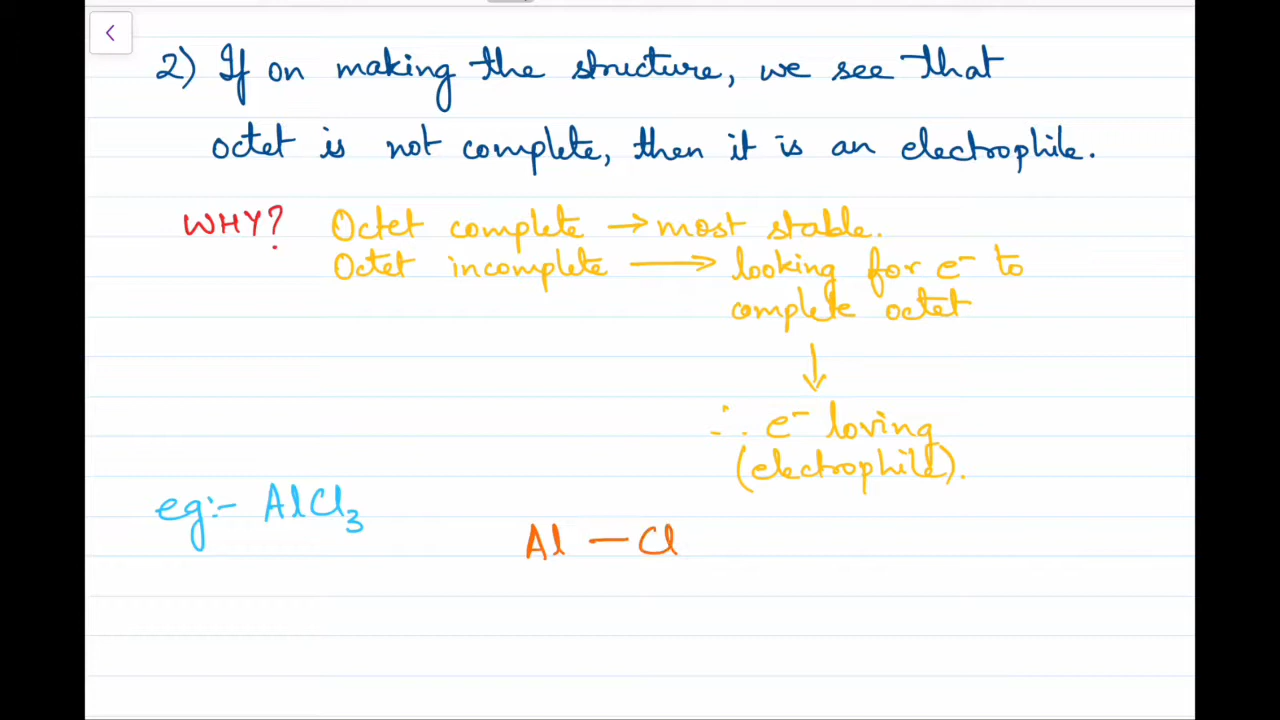 2) If on making the structure, we see that
octet is not complete, then it is an electrophile.
WHY? Octet complete → most stable.
Octet incomplete → looking for e⁻ to
complete octet
↓
∴ e⁻ loving
(electrophile).
eg:- AlCl₃
Al — Cl